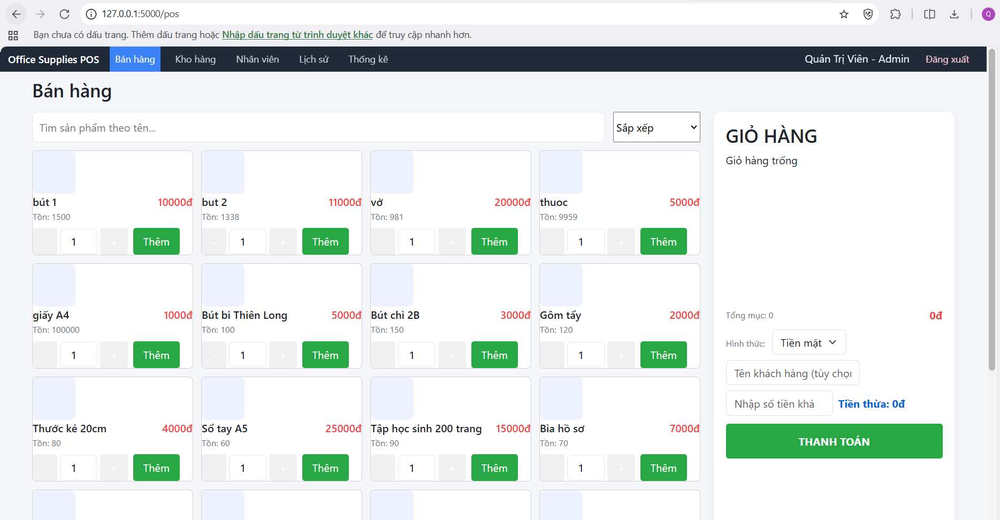 127.0.0.1:5000/pos
Q
Bạn chưa có dấu trang. Thêm dấu trang hoặc Nhập dấu trang từ trình duyệt khác để truy cập nhanh hơn.
Office Supplies POS Bán hàng Kho hàng Nhân viên Lịch sử Thống kê Quản Trị Viên - Admin Đăng xuất
Bán hàng
Tìm sản phẩm theo tên...
Sắp xếp
bút 1 10000đ
Tồn: 1500
- 1 + Thêm
but 2 11000đ
Tồn: 1338
- 1 + Thêm
vở 20000đ
Tồn: 981
- 1 + Thêm
thuoc 5000đ
Tồn: 9959
- 1 + Thêm
giấy A4 1000đ
Tồn: 100000
- 1 + Thêm
Bút bi Thiên Long 5000đ
Tồn: 100
- 1 + Thêm
Bút chì 2B 3000đ
Tồn: 150
- 1 + Thêm
Gôm tẩy 2000đ
Tồn: 120
- 1 + Thêm
Thước kẻ 20cm 4000đ
Tồn: 80
- 1 + Thêm
Sổ tay A5 25000đ
Tồn: 60
- 1 + Thêm
Tập học sinh 200 trang 15000đ
Tồn: 90
- 1 + Thêm
Bìa hồ sơ 7000đ
Tồn: 70
- 1 + Thêm
GIỎ HÀNG
Giỏ hàng trống
Tổng mục: 0 0đ
Hình thức: Tiền mặt
Tên khách hàng (tùy chọn
Nhập số tiền khá Tiền thừa: 0đ
THANH TOÁN